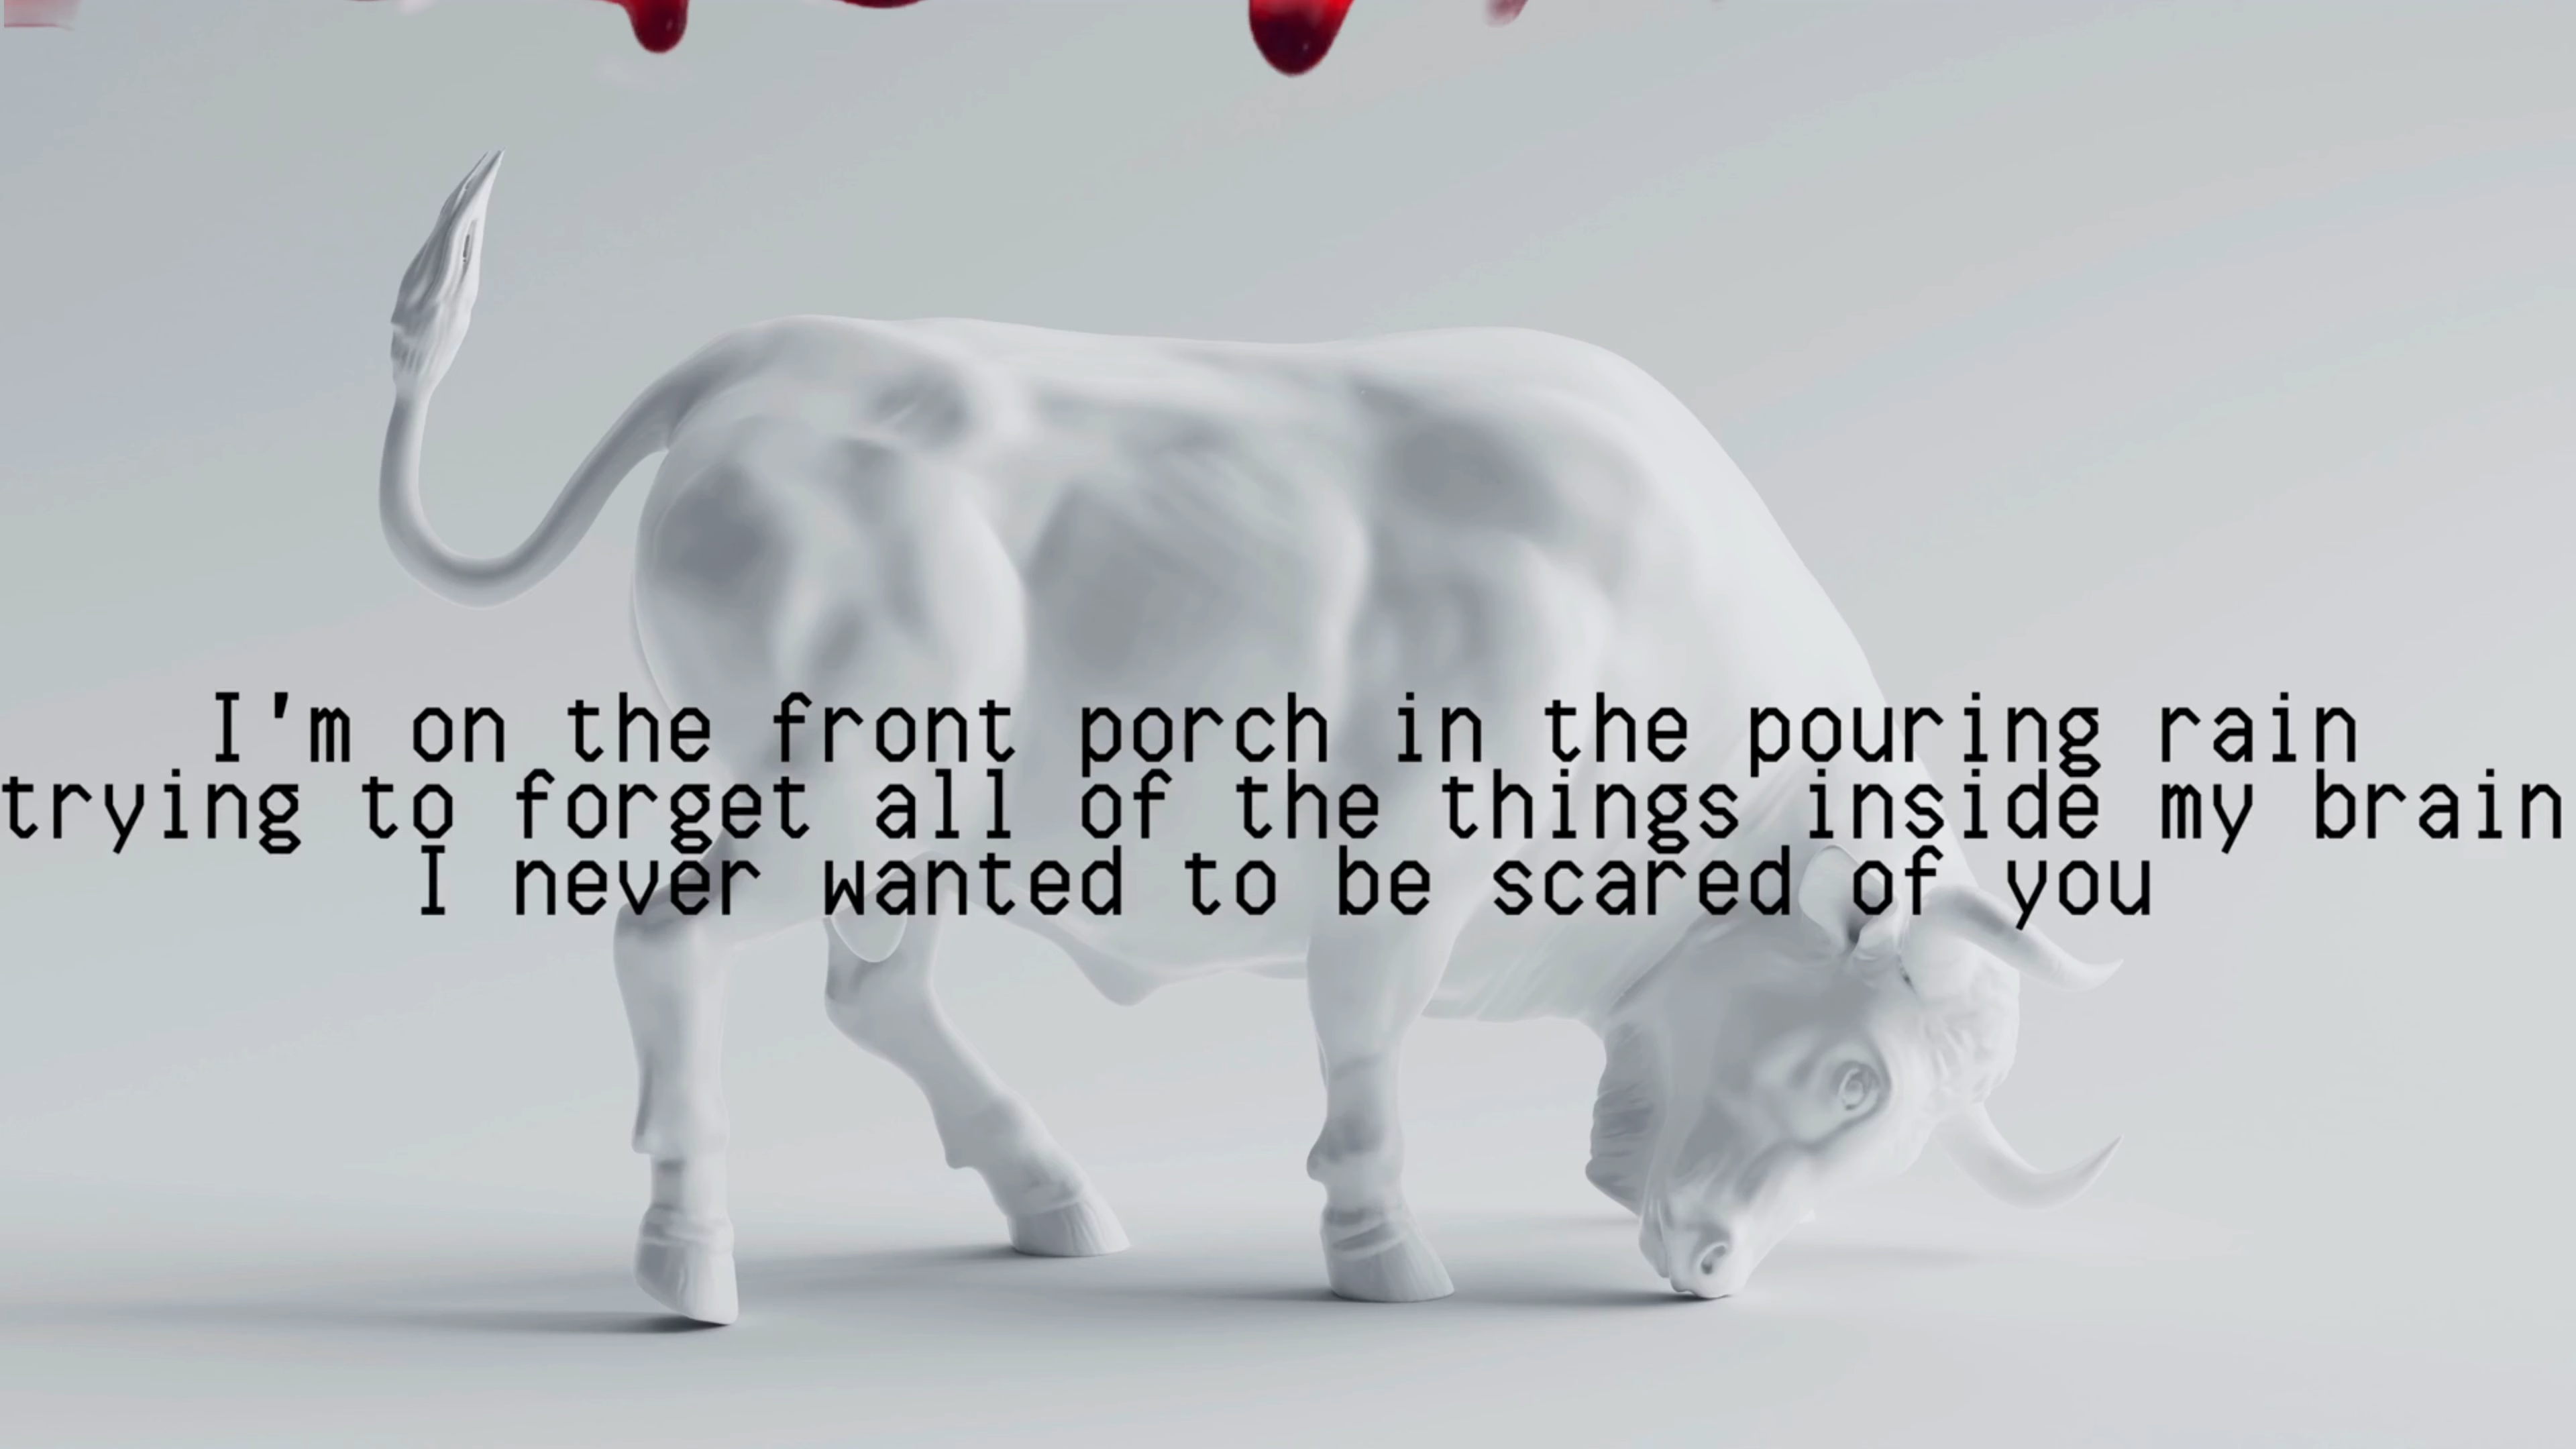 I'm on the front porch in the pouring rain
trying to forget all of the things inside my brain
I never wanted to be scared of you